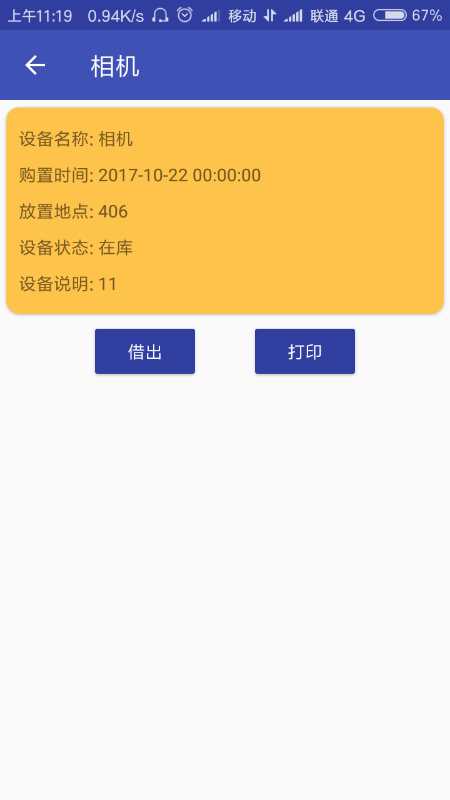 上午11:19 0.94K/s 移动 联通 4G 67%
相机
设备名称: 相机
购置时间: 2017-10-22 00:00:00
放置地点: 406
设备状态: 在库
设备说明: 11
借出 打印